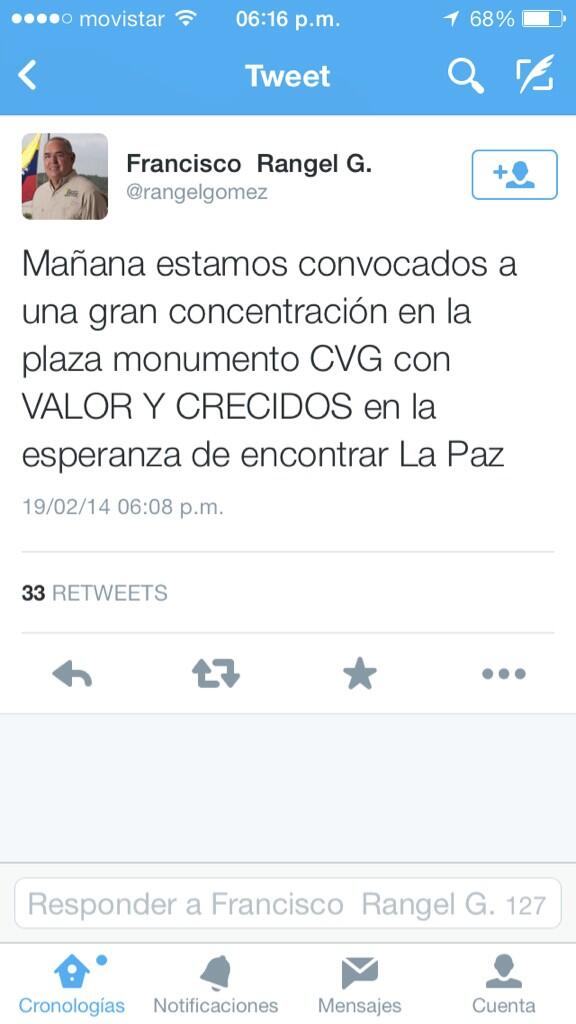 movistar 06:16 p.m. 68%
Tweet
Francisco Rangel G.
@rangelgomez
Mañana estamos convocados a
una gran concentración en la
plaza monumento CVG con
VALOR Y CRECIDOS en la
esperanza de encontrar La Paz
19/02/14 06:08 p.m.
33 RETWEETS
Responder a Francisco Rangel G. 127
Cronologías Notificaciones Mensajes Cuenta